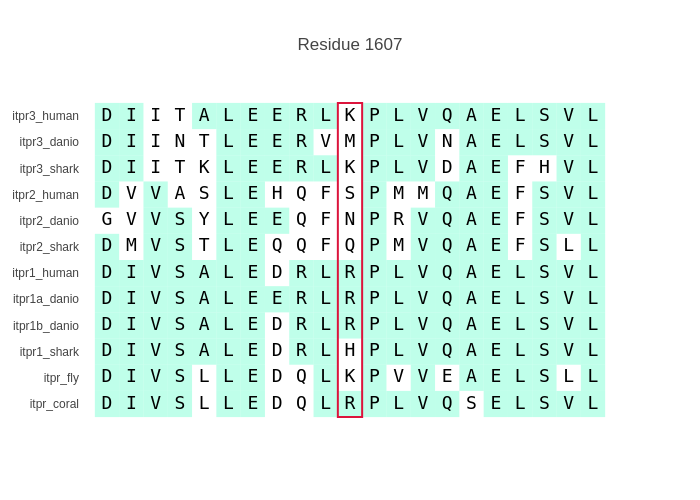 Residue 1607
itpr3_human D I I T A L E E R L K P L V Q A E L S V L
itpr3_danio D I I N T L E E R V M P L V N A E L S V L
itpr3_shark D I I T K L E E R L K P L V D A E F H V L
itpr2_human D V V A S L E H Q F S P M M Q A E F S V L
itpr2_danio G V V S Y L E E Q F N P R V Q A E F S V L
itpr2_shark D M V S T L E Q Q F Q P M V Q A E F S L L
itpr1_human D I V S A L E D R L R P L V Q A E L S V L
itpr1a_danio D I V S A L E E R L R P L V Q A E L S V L
itpr1b_danio D I V S A L E D R L R P L V Q A E L S V L
itpr1_shark D I V S A L E D R L H P L V Q A E L S V L
itpr_fly D I V S L L E D Q L K P V V E A E L S L L
itpr_coral D I V S L L E D Q L R P L V Q S E L S V L